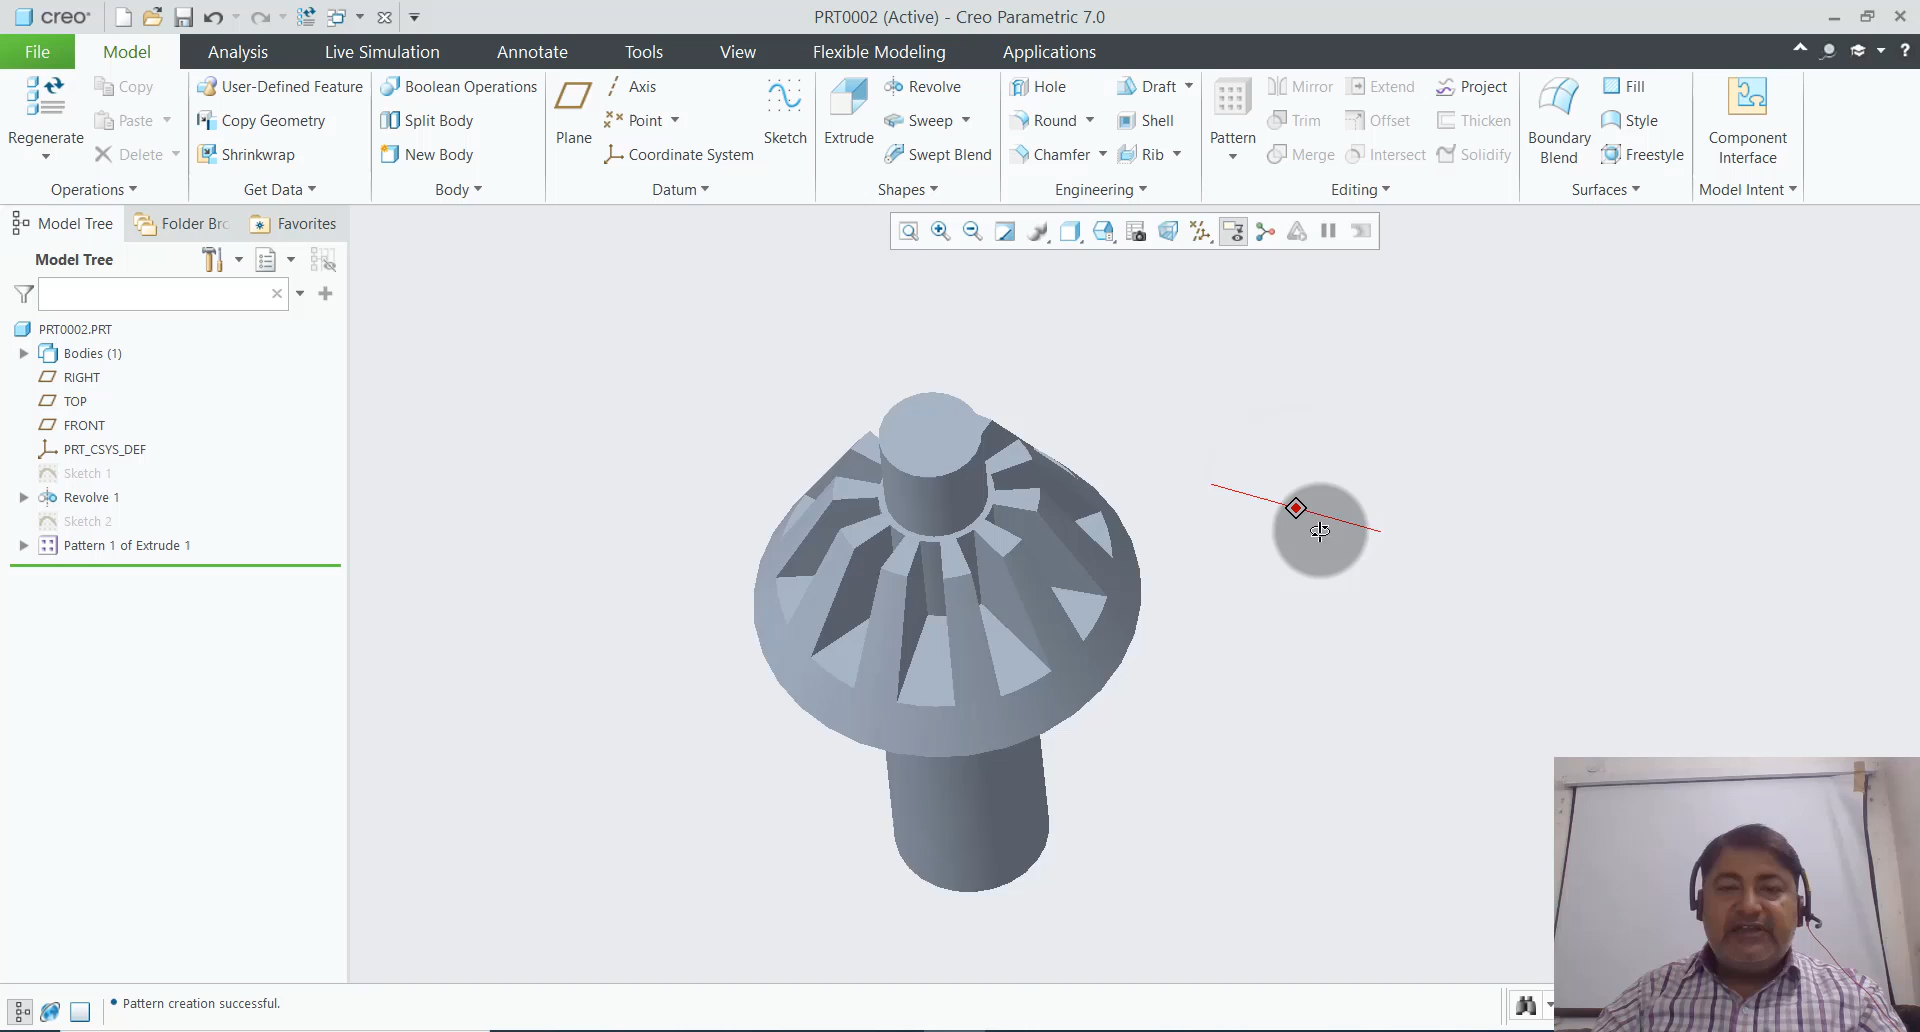 creo
PRT0002 (Active) - Creo Parametric 7.0
File
Model
Analysis
Live Simulation
Annotate
Tools
View
Flexible Modeling
Applications
Regenerate
Copy
Paste
Delete
Operations
User-Defined Feature
Copy Geometry
Shrinkwrap
Get Data
Boolean Operations
Split Body
New Body
Body
Plane
Axis
Point
Coordinate System
Sketch
Datum
Extrude
Revolve
Sweep
Swept Blend
Shapes
Hole
Round
Chamfer
Draft
Shell
Rib
Engineering
Pattern
Mirror
Trim
Merge
Extend
Offset
Intersect
Project
Thicken
Solidify
Editing
Boundary
Blend
Fill
Style
Freestyle
Surfaces
Component
Interface
Model Intent
Model Tree
Folder Brc
Favorites
Model Tree
PRT0002.PRT
Bodies (1)
RIGHT
TOP
FRONT
PRT_CSYS_DEF
Sketch 1
Revolve 1
Sketch 2
Pattern 1 of Extrude 1
Pattern creation successful.